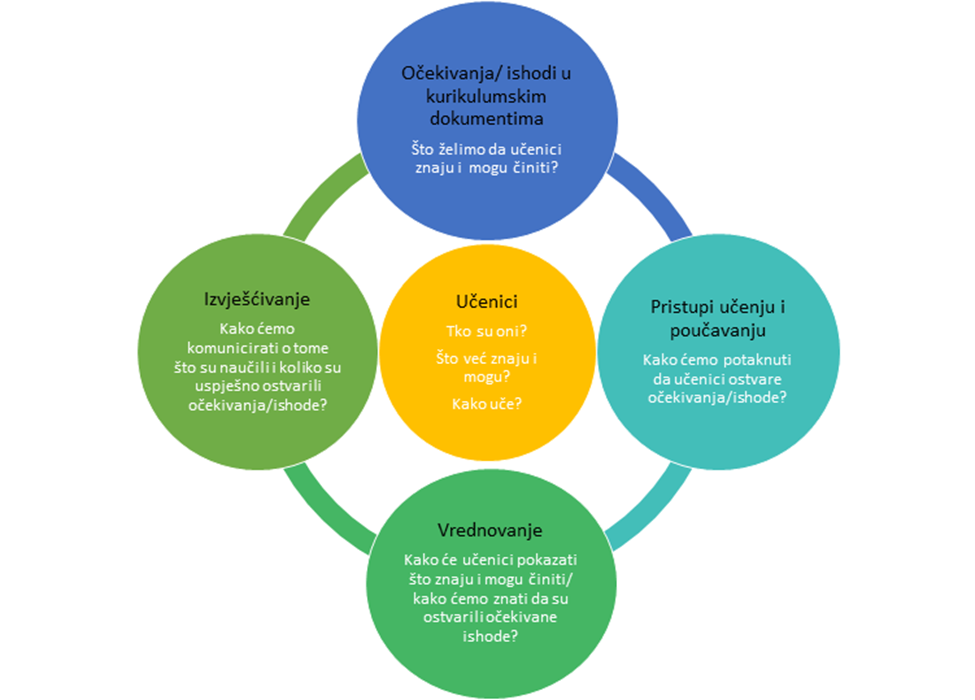 Očekivanja/ ishodi u
kurikulumskim
dokumentima
Što želimo da učenici
znaju i mogu činiti?
Izvješćivanje
Kako ćemo
komunicirati o tome
što su naučili i koliko su
uspješno ostvarili
očekivanja/ishode?
Učenici
Tko su oni?
Što već znaju i
mogu?
Kako uče?
Pristupi učenju i
poučavanju
Kako ćemo potaknuti
da učenici ostvare
očekivanja/ishode?
Vrednovanje
Kako će učenici pokazati
što znaju i mogu činiti/
kako ćemo znati da su
ostvarili očekivane
ishode?